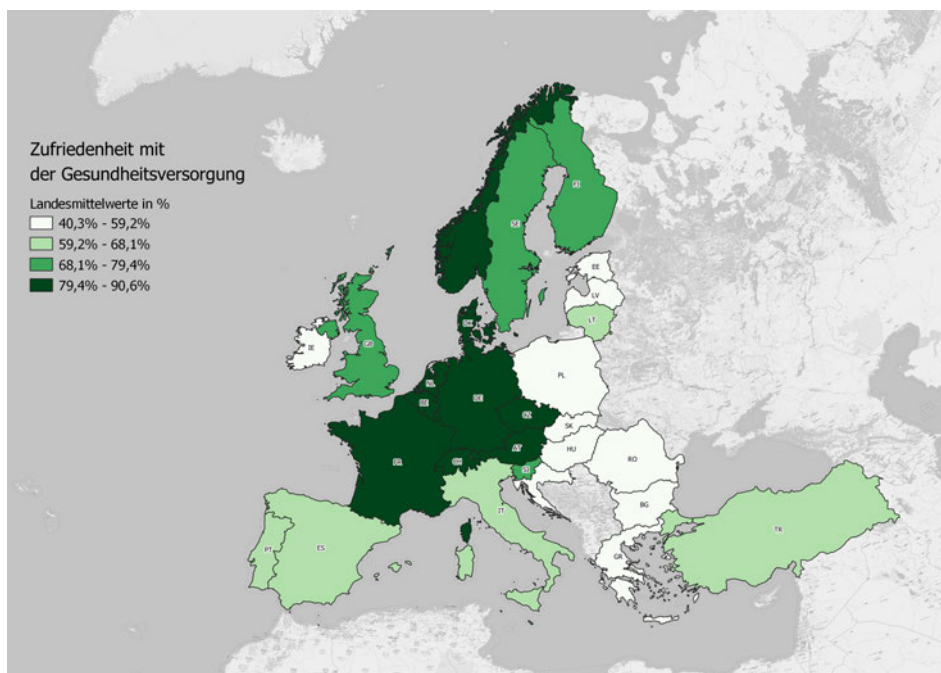 Zufriedenheit mit
der Gesundheitsversorgung
Landesmittelwerte in %
40,3% - 59,2%
59,2% - 68,1%
68,1% - 79,4%
79,4% - 90,6%
FI
SE
EE
LV
LT
DK
IE
GB
NL
PL
DE
BE
CZ
SK
AT
HU
FR
CH
RO
SI
IT
BG
PT
ES
TR
GR